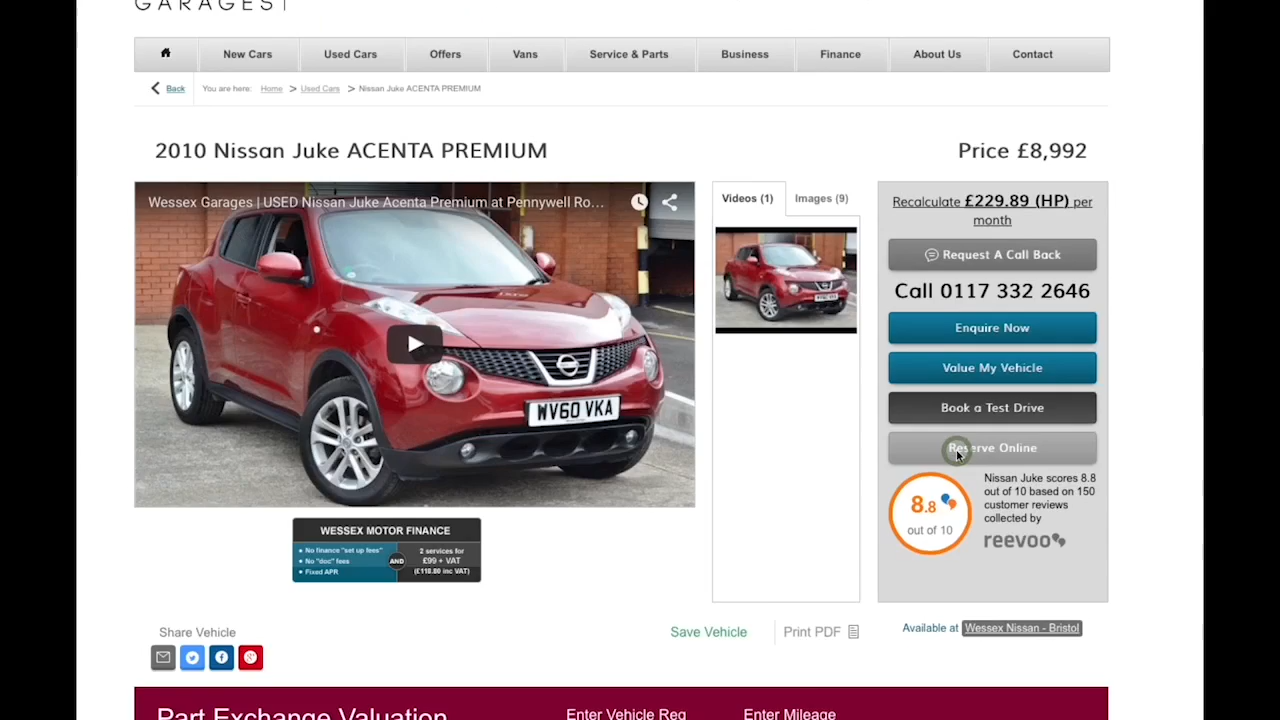 GARAGES
New Cars Used Cars Offers Vans Service & Parts Business Finance About Us Contact
Back You are here: Home > Used Cars > Nissan Juke ACENTA PREMIUM
2010 Nissan Juke ACENTA PREMIUM
Price £8,992
Wessex Garages | USED Nissan Juke Acenta Premium at Pennywell Ro...
WV60 VKA
WESSEX MOTOR FINANCE
• No finance "set up fees"
• No "doc" fees
• Fixed APR
AND
2 services for
£99 + VAT
(£118.80 inc VAT)
Videos (1) Images (9)
Recalculate £229.89 (HP) per
month
Request A Call Back
Call 0117 332 2646
Enquire Now
Value My Vehicle
Book a Test Drive
Reserve Online
8.8
out of 10
Nissan Juke scores 8.8
out of 10 based on 150
customer reviews
collected by
reevoo
Share Vehicle
Save Vehicle
Print PDF
Available at Wessex Nissan - Bristol
Part Exchange Valuation
Enter Vehicle Reg
Enter Mileage